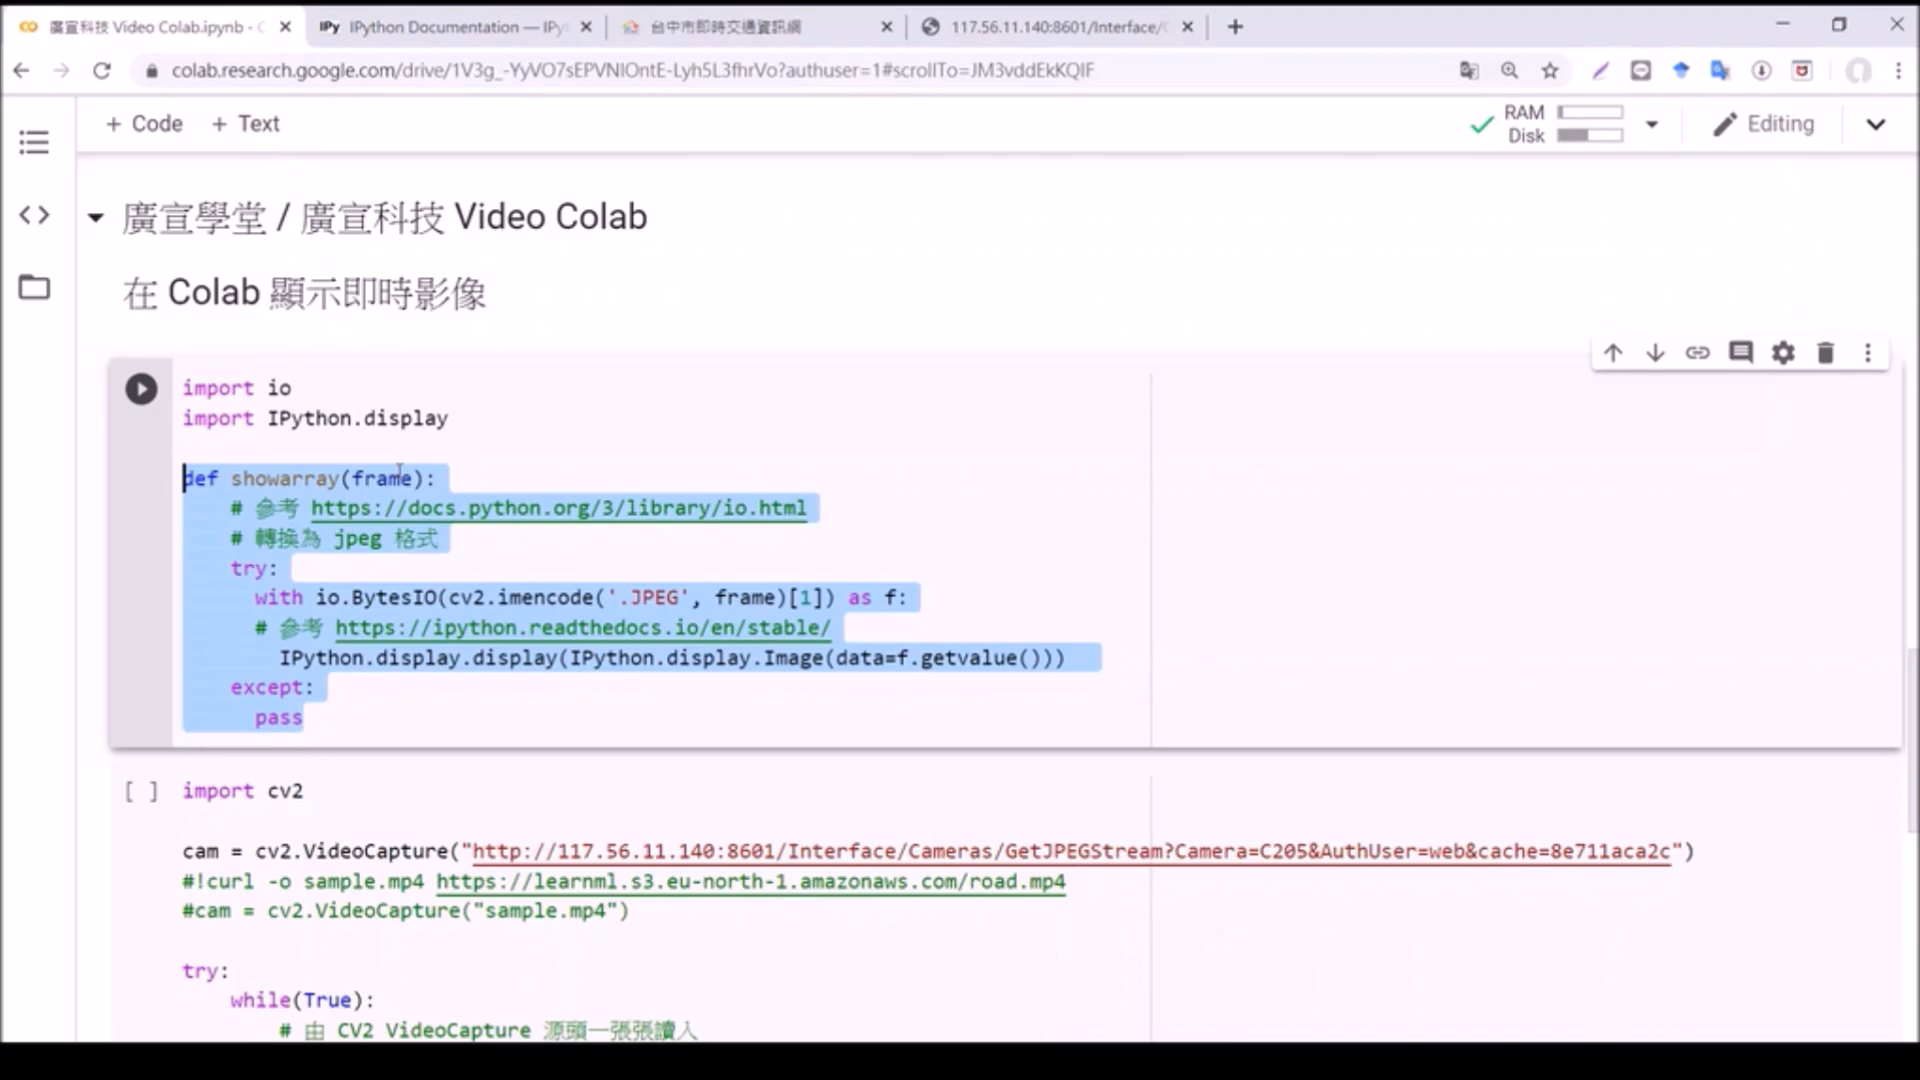 廣宣科技 Video Colab.ipynb - C
IPy IPython Documentation — IPy
台中市即時交通資訊網
117.56.11.140:8601/Interface/
colab.research.google.com/drive/1V3g_-YyVO7sEPVNIOntE-Lyh5L3fhrVo?authuser=1#scrollTo=JM3vddEkKQIF
+ Code + Text
RAM
Disk
Editing
廣宣學堂 / 廣宣科技 Video Colab
在 Colab 顯示即時影像
import io
import IPython.display
def showarray(frame):
# 參考 https://docs.python.org/3/library/io.html
# 轉換為 jpeg 格式
try:
with io.BytesIO(cv2.imencode('.JPEG', frame)[1]) as f:
# 參考 https://ipython.readthedocs.io/en/stable/
IPython.display.display(IPython.display.Image(data=f.getvalue()))
except:
pass
[ ] import cv2
cam = cv2.VideoCapture("http://117.56.11.140:8601/Interface/Cameras/GetJPEGStream?Camera=C205&AuthUser=web&cache=8e711aca2c")
#!curl -o sample.mp4 https://learnml.s3.eu-north-1.amazonaws.com/road.mp4
#cam = cv2.VideoCapture("sample.mp4")
try:
while(True):
# 由 CV2 VideoCapture 源頭一張張讀入